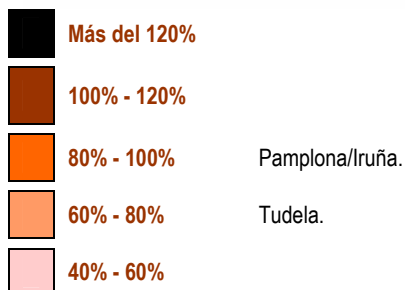 Más del 120%
100% - 120%
80% - 100% Pamplona/Iruña.
60% - 80% Tudela.
40% - 60%